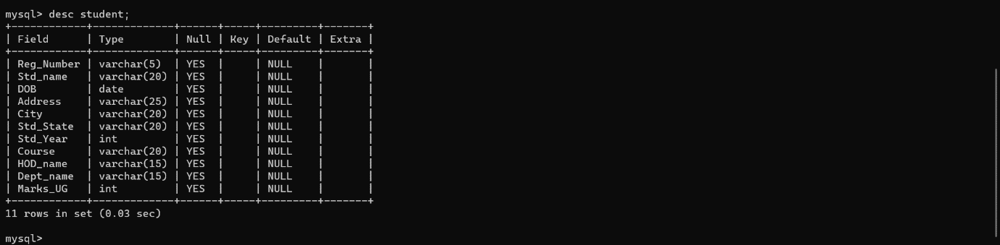 mysql> desc student;
+------------+-------------+------+-----+---------+-------+
| Field      | Type        | Null | Key | Default | Extra |
+------------+-------------+------+-----+---------+-------+
| Reg_Number | varchar(5)  | YES  |     | NULL    |       |
| Std_name   | varchar(20) | YES  |     | NULL    |       |
| DOB        | date        | YES  |     | NULL    |       |
| Address    | varchar(25) | YES  |     | NULL    |       |
| City       | varchar(20) | YES  |     | NULL    |       |
| Std_State  | varchar(20) | YES  |     | NULL    |       |
| Std_Year   | int         | YES  |     | NULL    |       |
| Course     | varchar(20) | YES  |     | NULL    |       |
| HOD_name   | varchar(15) | YES  |     | NULL    |       |
| Dept_name  | varchar(15) | YES  |     | NULL    |       |
| Marks_UG   | int         | YES  |     | NULL    |       |
+------------+-------------+------+-----+---------+-------+
11 rows in set (0.03 sec)
mysql>